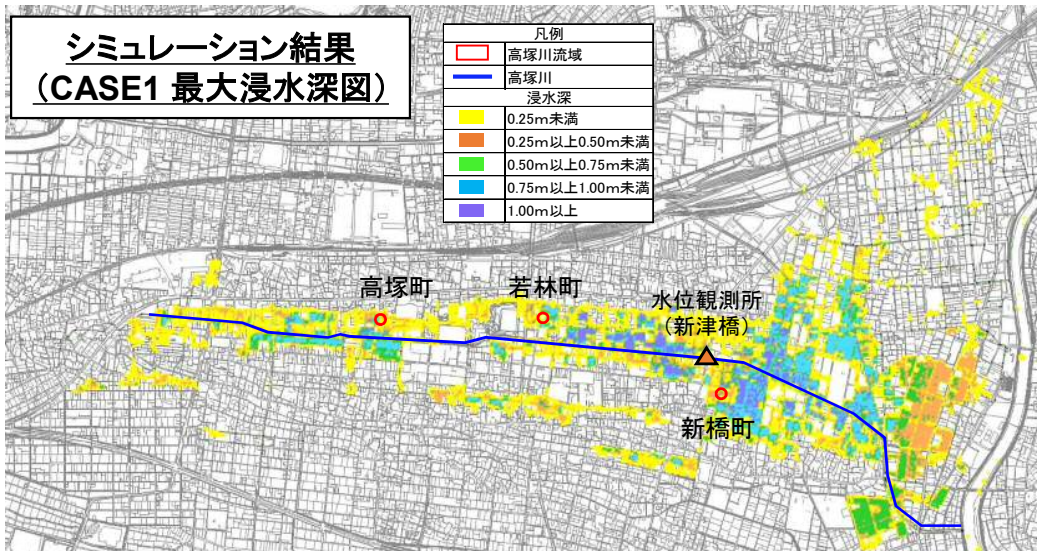 シミュレーション結果
（CASE1 最大浸水深図）
凡例
高塚川流域
高塚川
浸水深
0.25m未満
0.25m以上0.50m未満
0.50m以上0.75m未満
0.75m以上1.00m未満
1.00m以上
高塚町
若林町
水位観測所
（新津橋）
新橋町